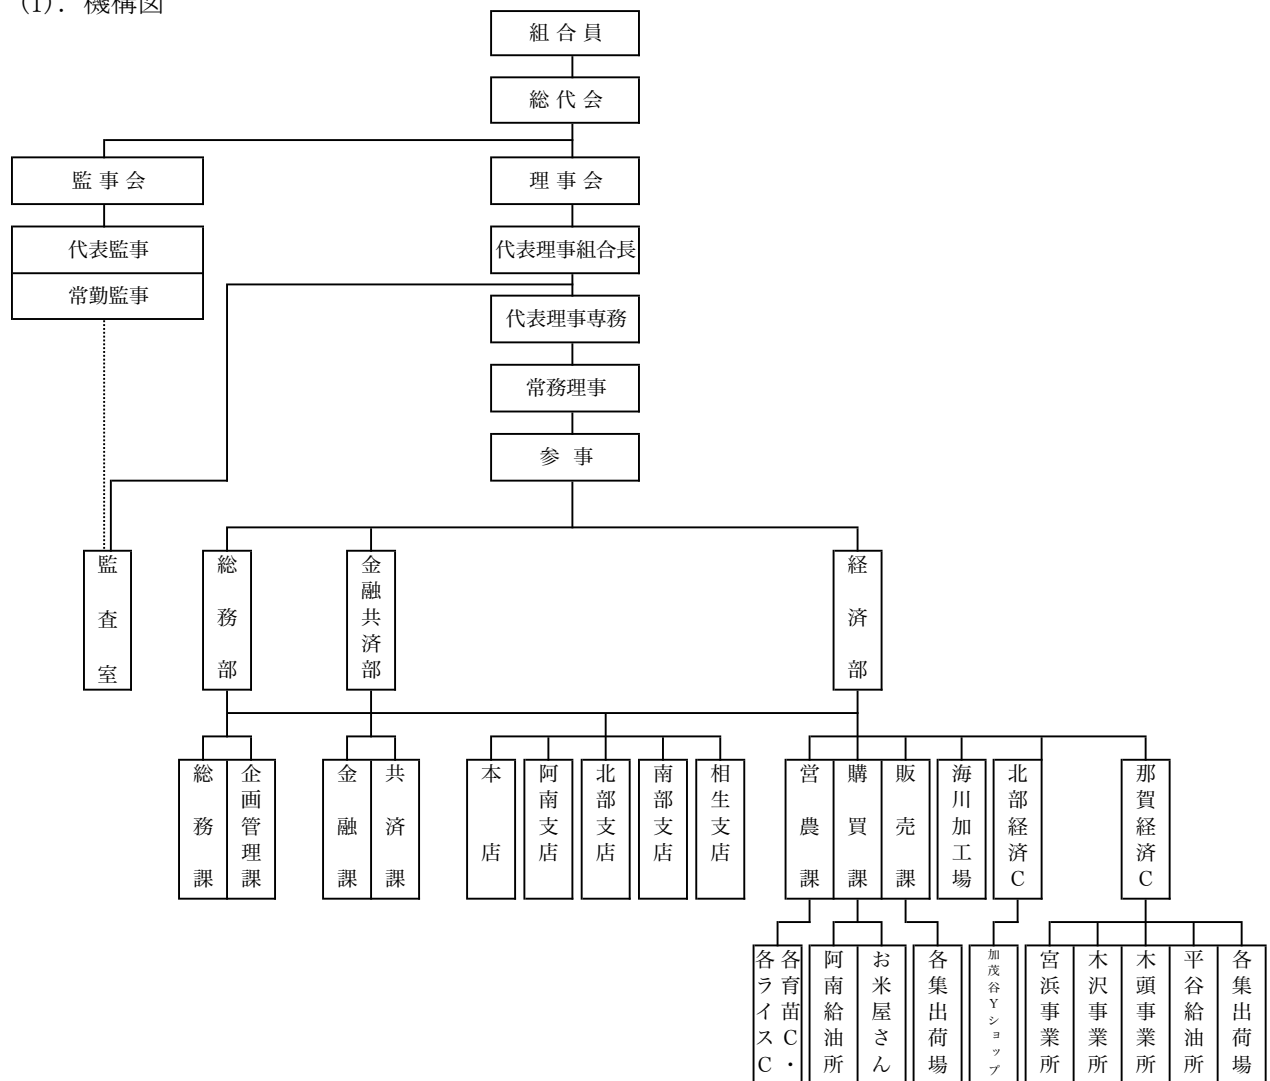 (1). 機構図
組 合 員
総 代 会
監 事 会
理 事 会
代表監事
代表理事組合長
常勤監事
代表理事専務
常務理事
参 事
監査室
総務部
金融共済部
経済部
総務課
企画管理課
金融課
共済課
本店
阿南支店
北部支店
南部支店
相生支店
営農課
購買課
販売課
海川加工場
北部経済C
那賀経済C
各育苗C・
各ライスC
阿南給油所
お米屋さん
各集出荷場
加茂谷Yショップ
宮浜事業所
木沢事業所
木頭事業所
平谷給油所
各集出荷場